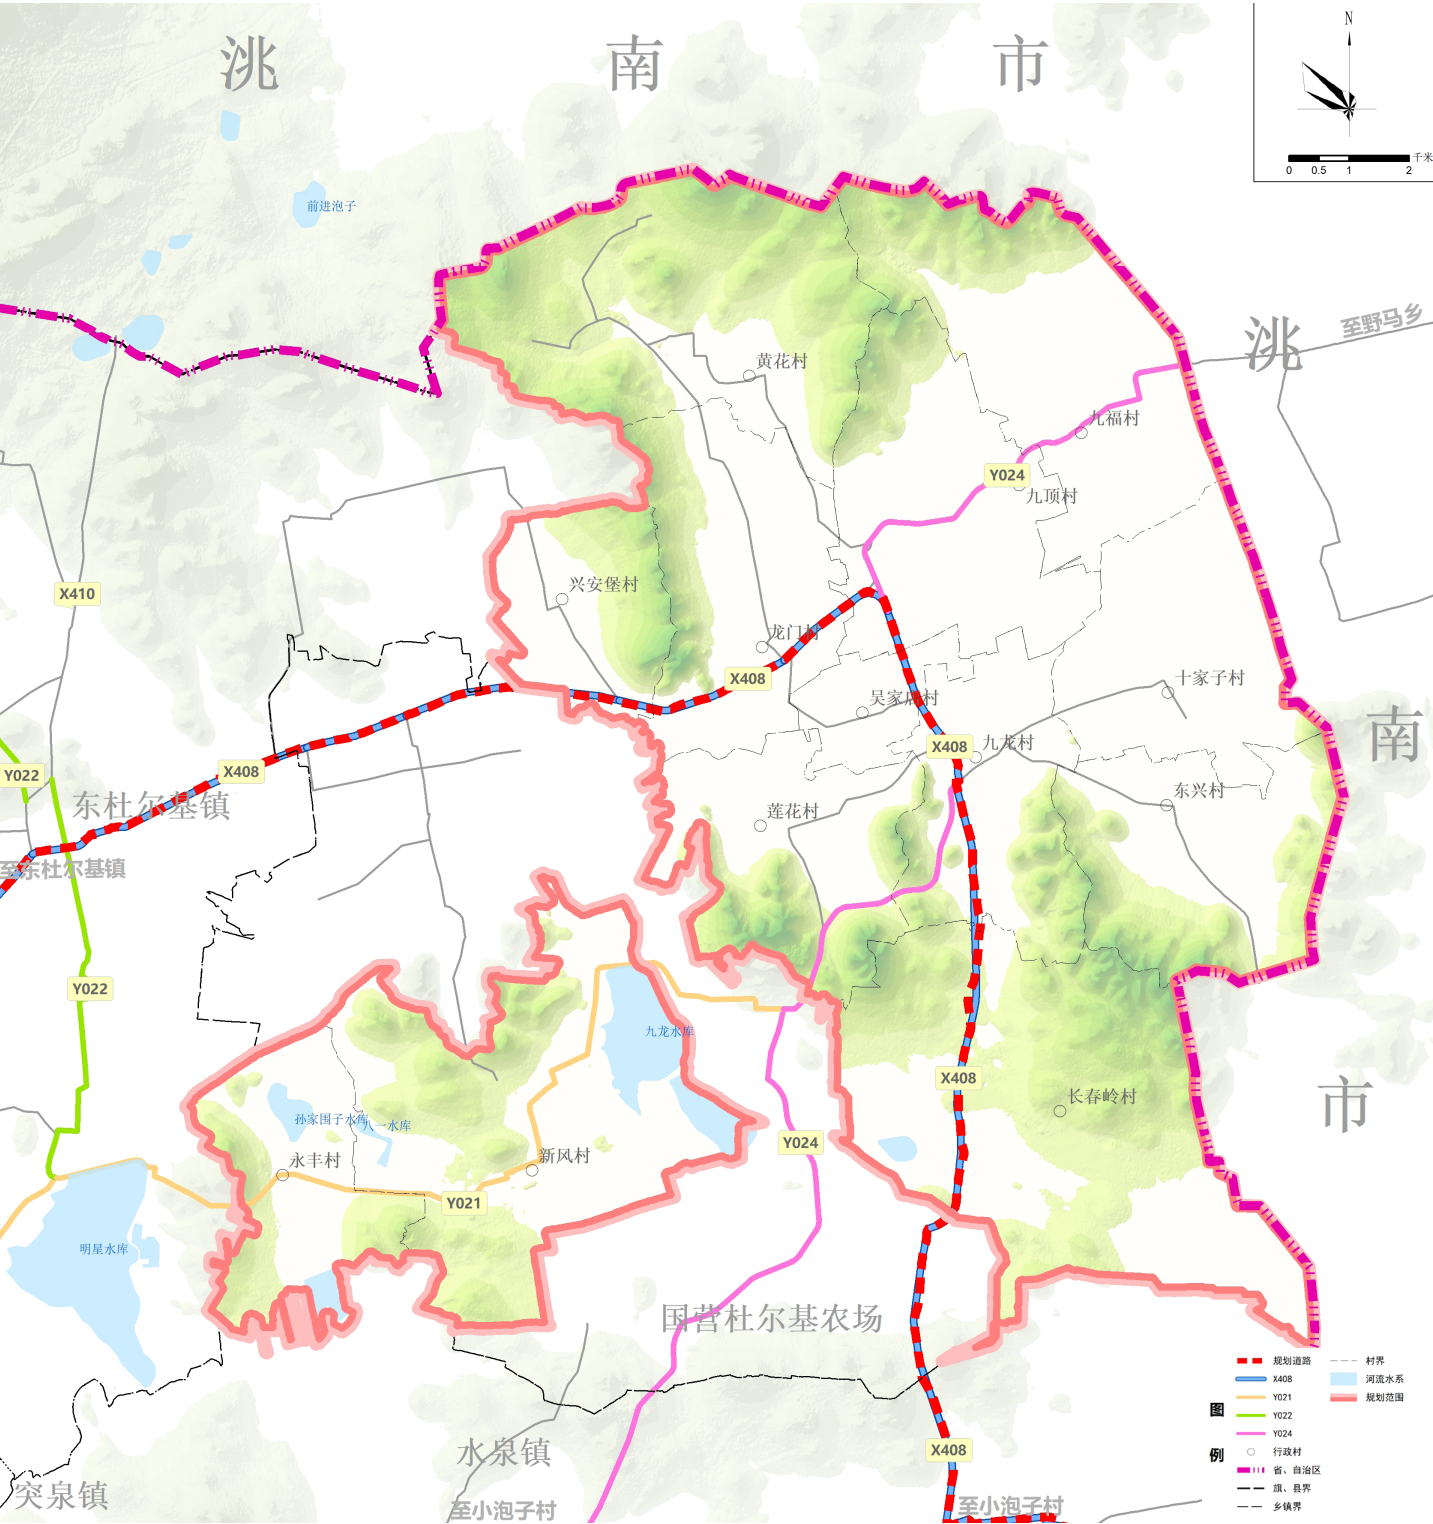 洮 南 市
N
千米
0 0.5 1 2
前进泡子
至野马乡
洮
黄花村
九福村
Y024
九顶村
兴安堡村
X410
龙门村
X408
十家子村
吴家店村
南
X408
九龙村
Y022
X408
东杜尔基镇
东兴村
莲花村
至东杜尔基镇
Y022
九龙水库
X408
长春岭村
市
孙家围子水库
八一水库
Y024
永丰村
新风村
Y021
明星水库
国营杜尔基农场
水泉镇
X408
突泉镇
至小泡子村
至小泡子村
图例
规划道路
X408
Y021
Y022
Y024
行政村
省、自治区
旗、县界
乡镇界
村界
河流水系
规划范围